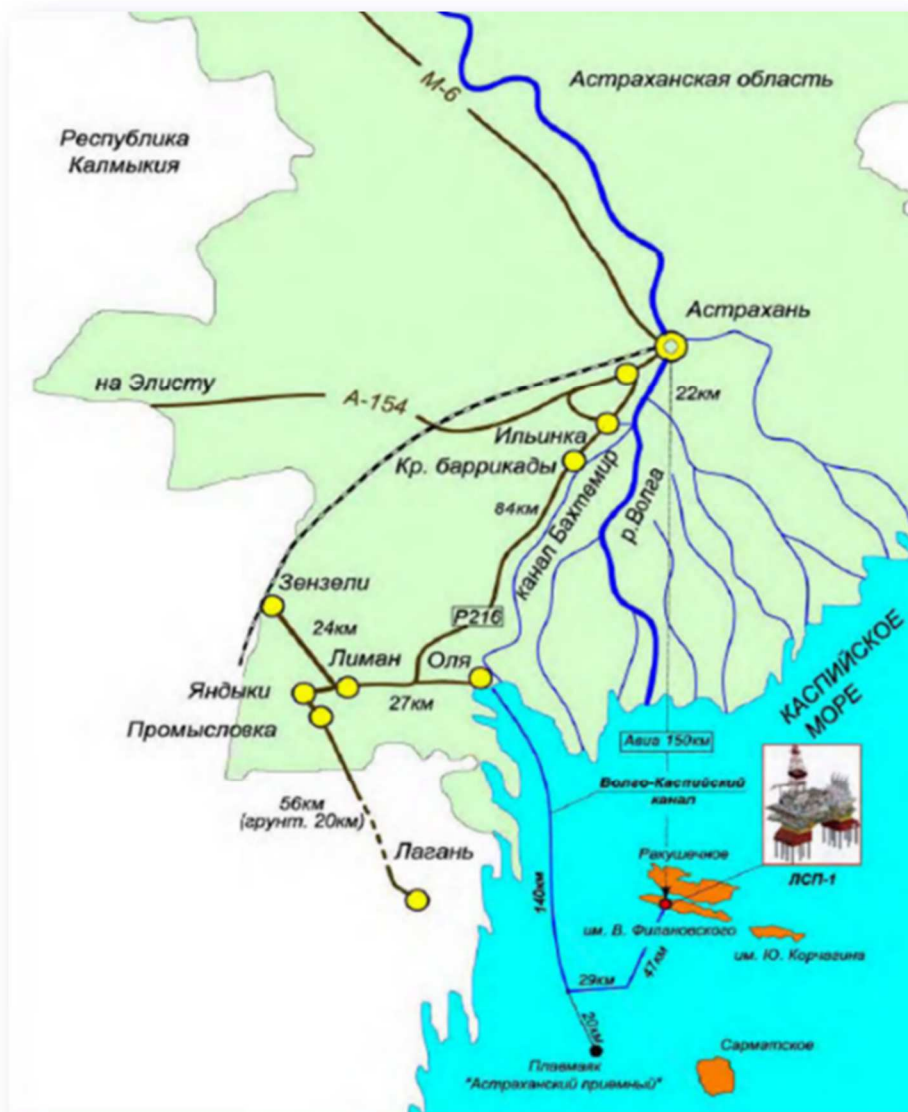 М-6
Астраханская область
Республика
Калмыкия
Астрахань
на Элисту
А-154
22км
Ильинка
Кр. баррикады
84км
канал Бахтемир
р.Волга
Зензели
24км
Р216
Лиман
Оля
Яндыки
27км
Промысловка
КАСПИЙСКОЕ
МОРЕ
Авиа 150км
Волго-Каспийский
канал
56км
(грунт. 20км)
Лагань
140км
Ракушечное
ЛСП-1
им. В. Филановского
им. Ю. Корчагина
29км
47км
20км
Плавмаяк
"Астраханский приемный"
Сарматское